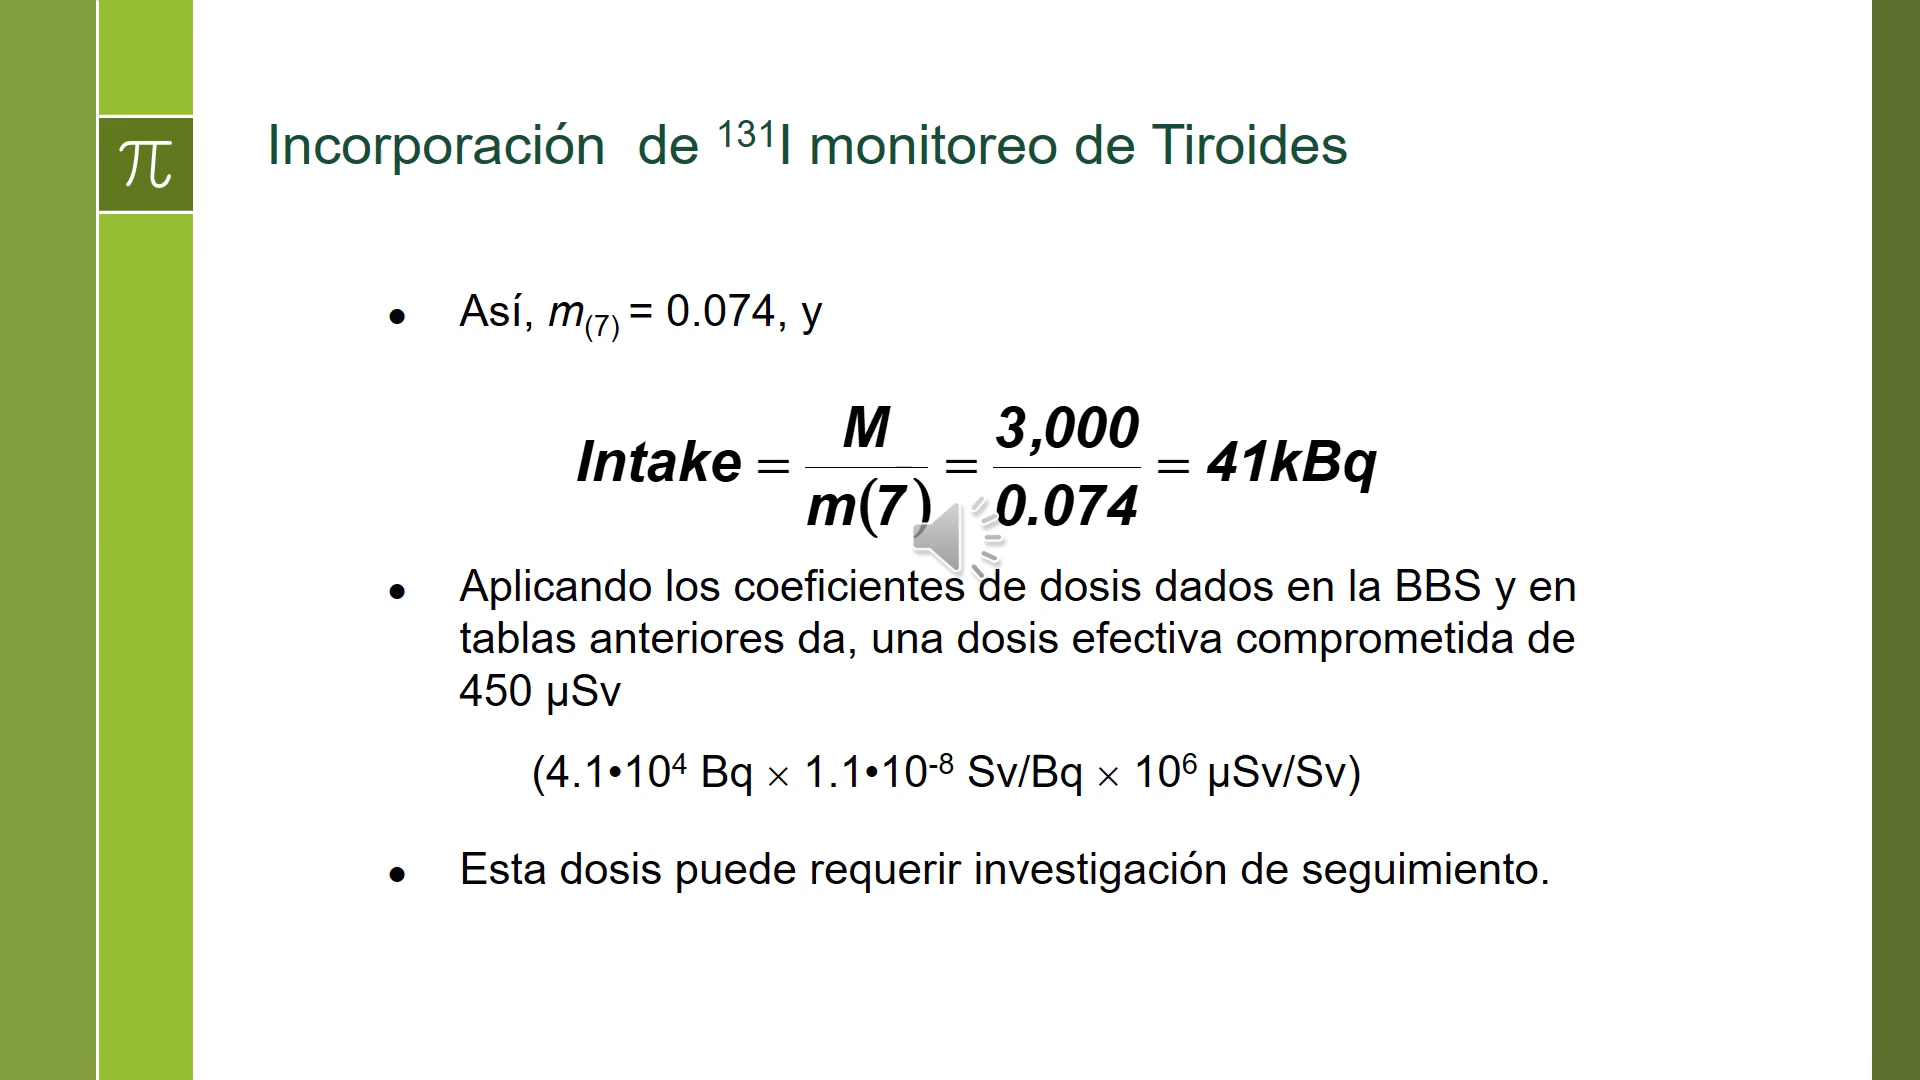 π
Incorporación de ¹³¹I monitoreo de Tiroides
• Así, m₍₇₎ = 0.074, y
Intake = M / m(7) = 3,000 / 0.074 = 41kBq
• Aplicando los coeficientes de dosis dados en la BBS y en
tablas anteriores da, una dosis efectiva comprometida de
450 µSv
(4.1•10⁴ Bq × 1.1•10⁻⁸ Sv/Bq × 10⁶ µSv/Sv)
• Esta dosis puede requerir investigación de seguimiento.